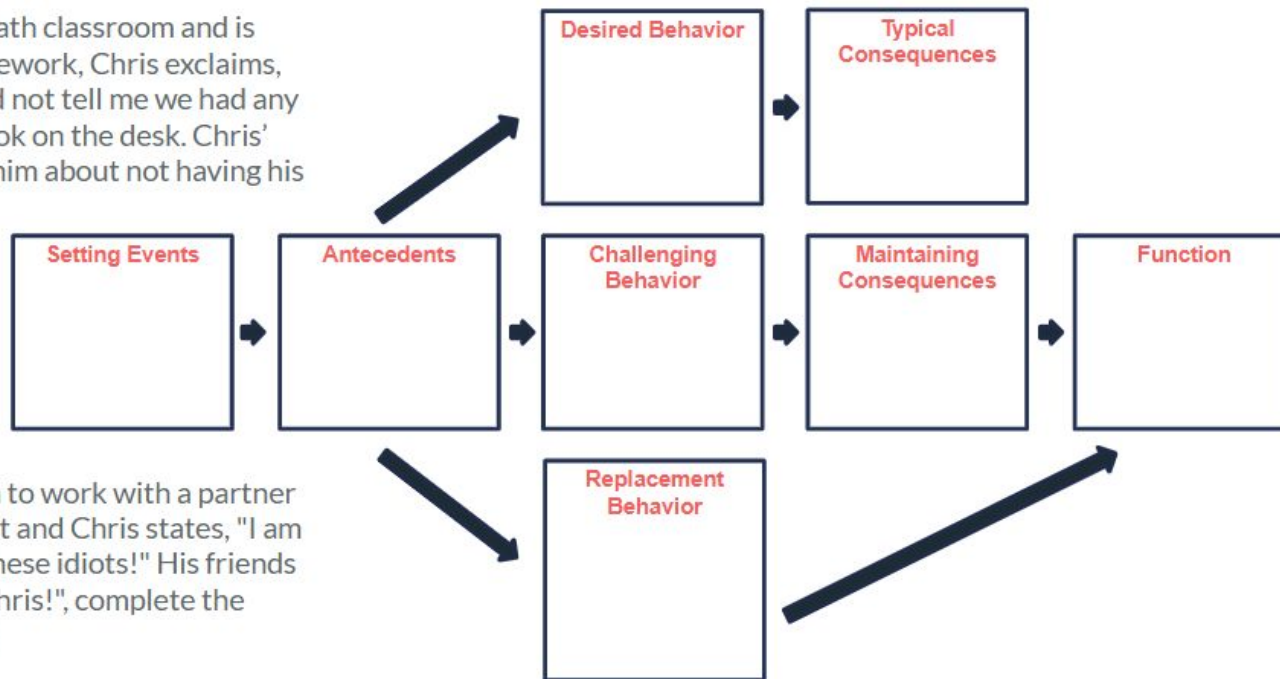 ath classroom and is
ework, Chris exclaims,
d not tell me we had any
ok on the desk. Chris'
him about not having his
Desired Behavior
Typical
Consequences
Setting Events
Antecedents
Challenging
Behavior
Maintaining
Consequences
Function
to work with a partner
t and Chris states, "I am
hese idiots!" His friends
hris!", complete the
Replacement
Behavior